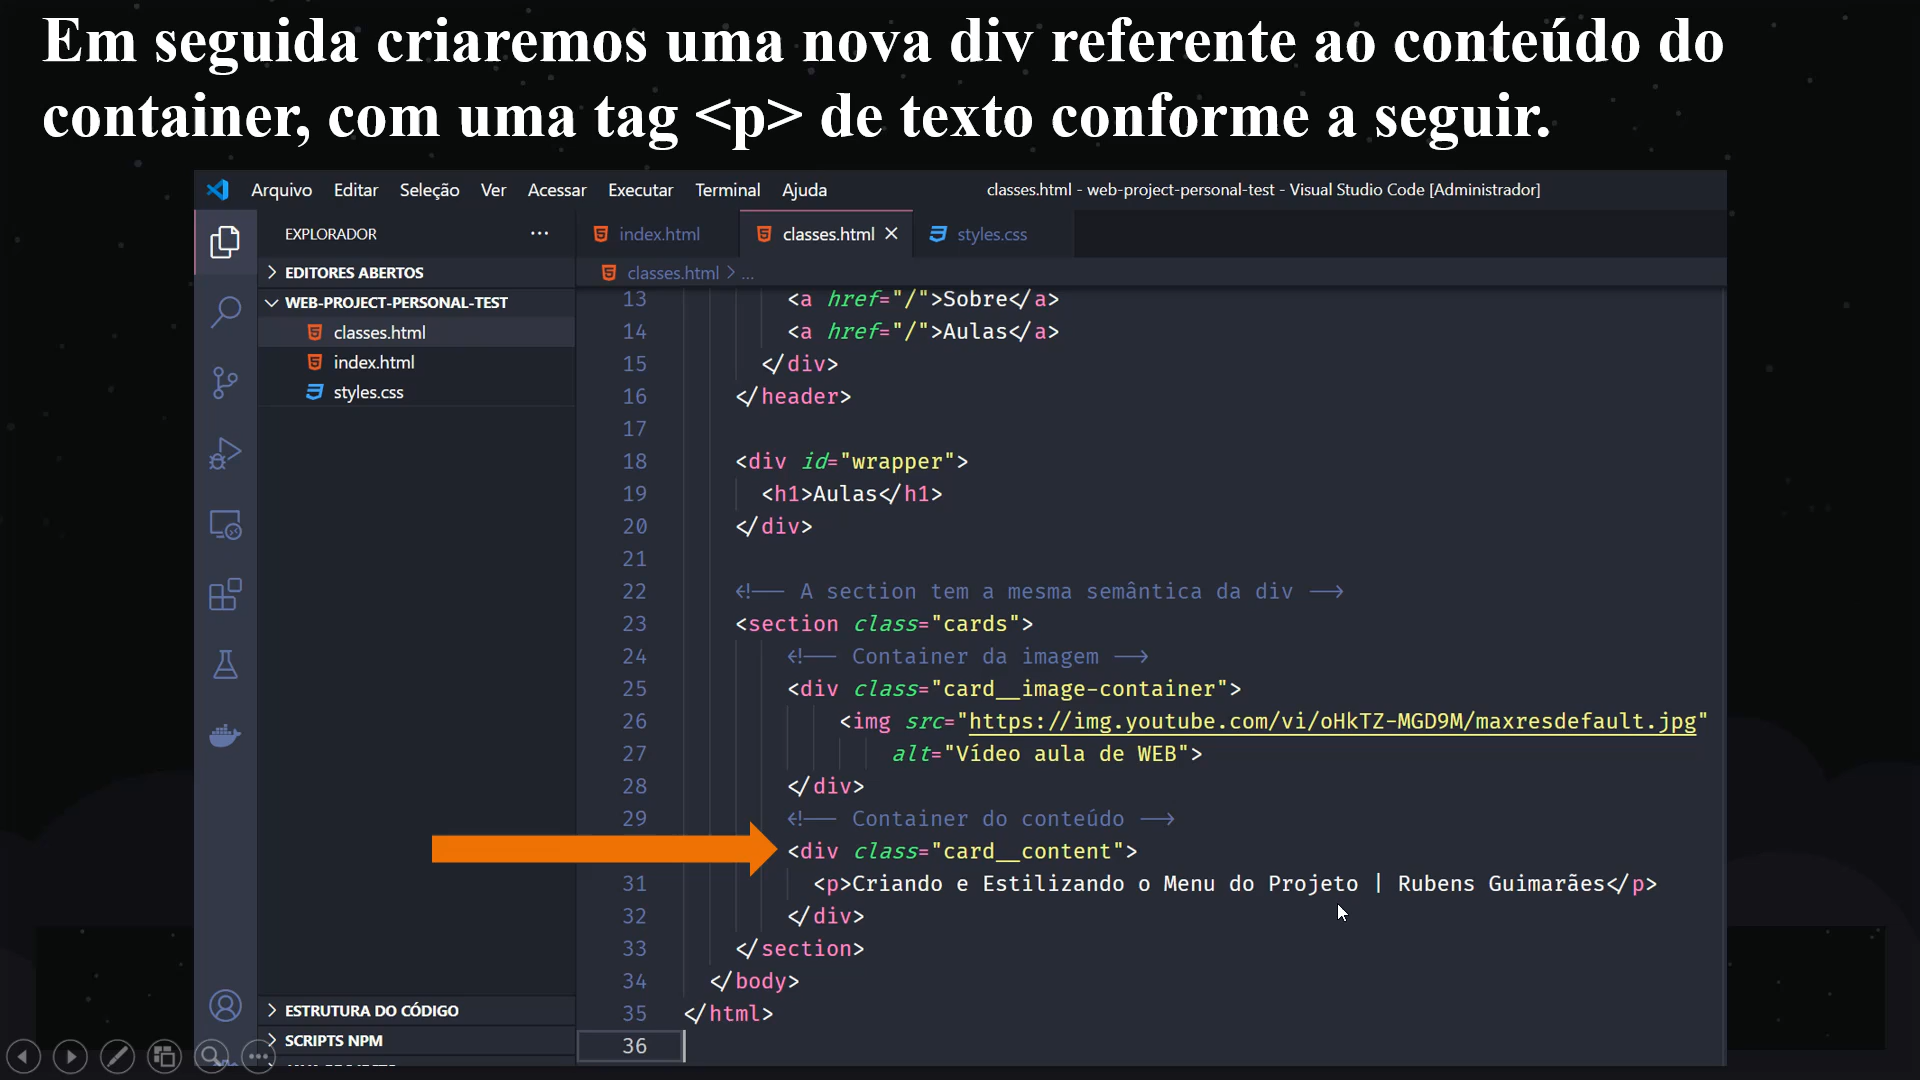 Em seguida criaremos uma nova div referente ao conteúdo do
container, com uma tag <p> de texto conforme a seguir.
Arquivo Editar Seleção Ver Acessar Executar Terminal Ajuda classes.html - web-project-personal-test - Visual Studio Code [Administrador]
EXPLORADOR ...
index.html classes.html styles.css
EDITORES ABERTOS
classes.html > ...
WEB-PROJECT-PERSONAL-TEST
classes.html
index.html
styles.css
13 <a href="/">Sobre</a>
14 <a href="/">Aulas</a>
15 </div>
16 </header>
17
18 <div id="wrapper">
19 <h1>Aulas</h1>
20 </div>
21
22 <!-- A section tem a mesma semântica da div -->
23 <section class="cards">
24 <!-- Container da imagem -->
25 <div class="card__image-container">
26 <img src="https://img.youtube.com/vi/oHkTZ-MGD9M/maxresdefault.jpg"
27 alt="Vídeo aula de WEB">
28 </div>
29 <!-- Container do conteúdo -->
<div class="card__content">
31 <p>Criando e Estilizando o Menu do Projeto | Rubens Guimarães</p>
32 </div>
33 </section>
34 </body>
35 </html>
36
ESTRUTURA DO CÓDIGO
SCRIPTS NPM